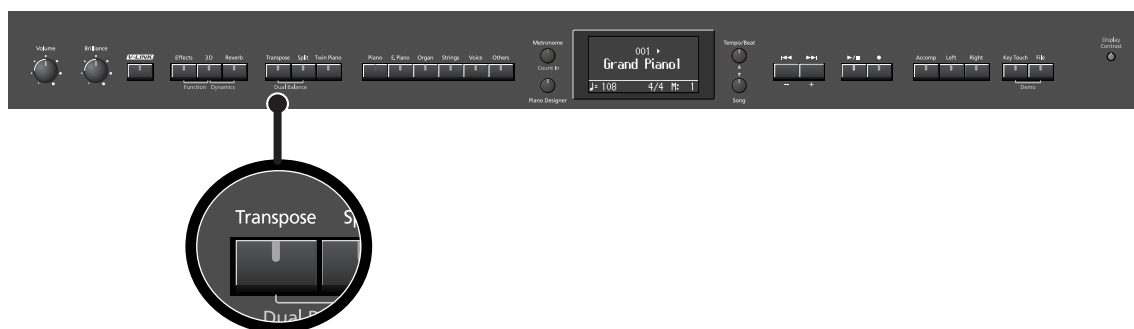 Volume
Brilliance
V-LINK
Effects 3D Reverb
Function Dynamics
Transpose Split Twin Piano
Dual Balance
Piano E. Piano Organ Strings Voice Others
Metronome
Count In
Piano Designer
001
Grand Piano1
♩= 108 4/4 M: 1
Tempo/Beat
Song
− +
Accomp Left Right
Key Touch File
Demo
Display
Contrast
Transpose